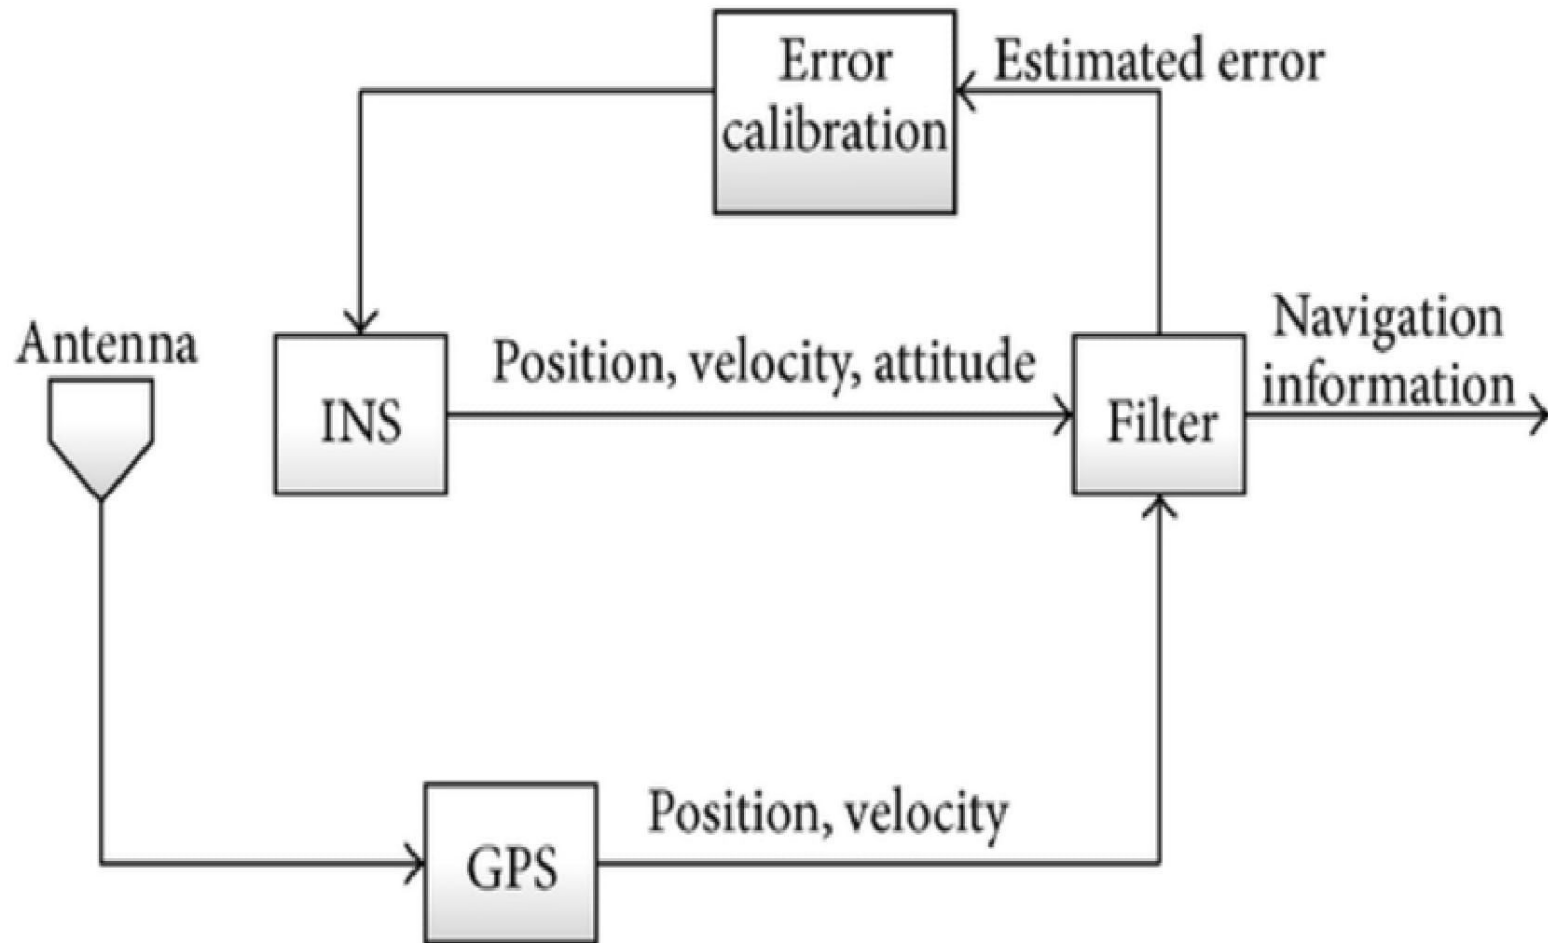 Error
calibration
Estimated error
Antenna
INS
Position, velocity, attitude
Filter
Navigation
information
GPS
Position, velocity